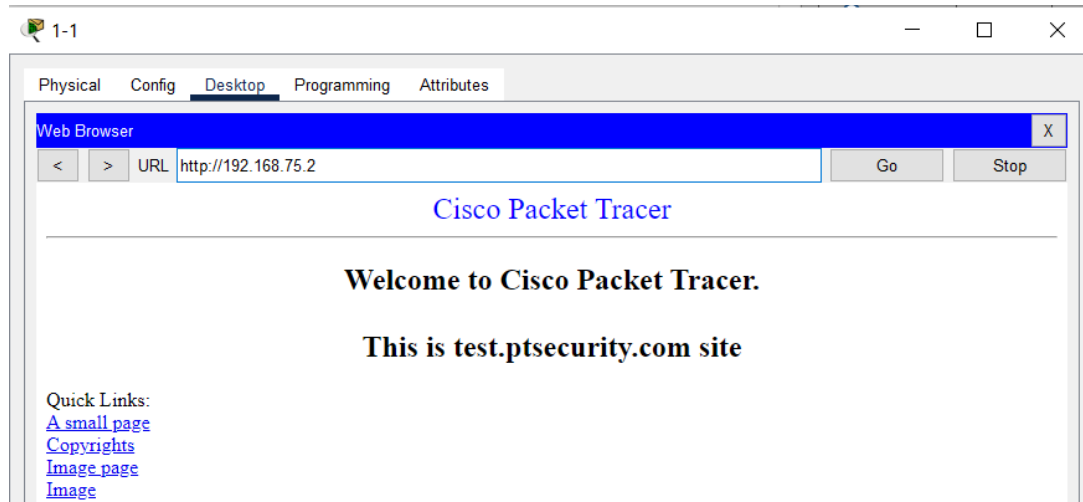 1-1
Physical Config Desktop Programming Attributes
Web Browser X
< > URL http://192.168.75.2 Go Stop
Cisco Packet Tracer
Welcome to Cisco Packet Tracer.
This is test.ptsecurity.com site
Quick Links:
A small page
Copyrights
Image page
Image